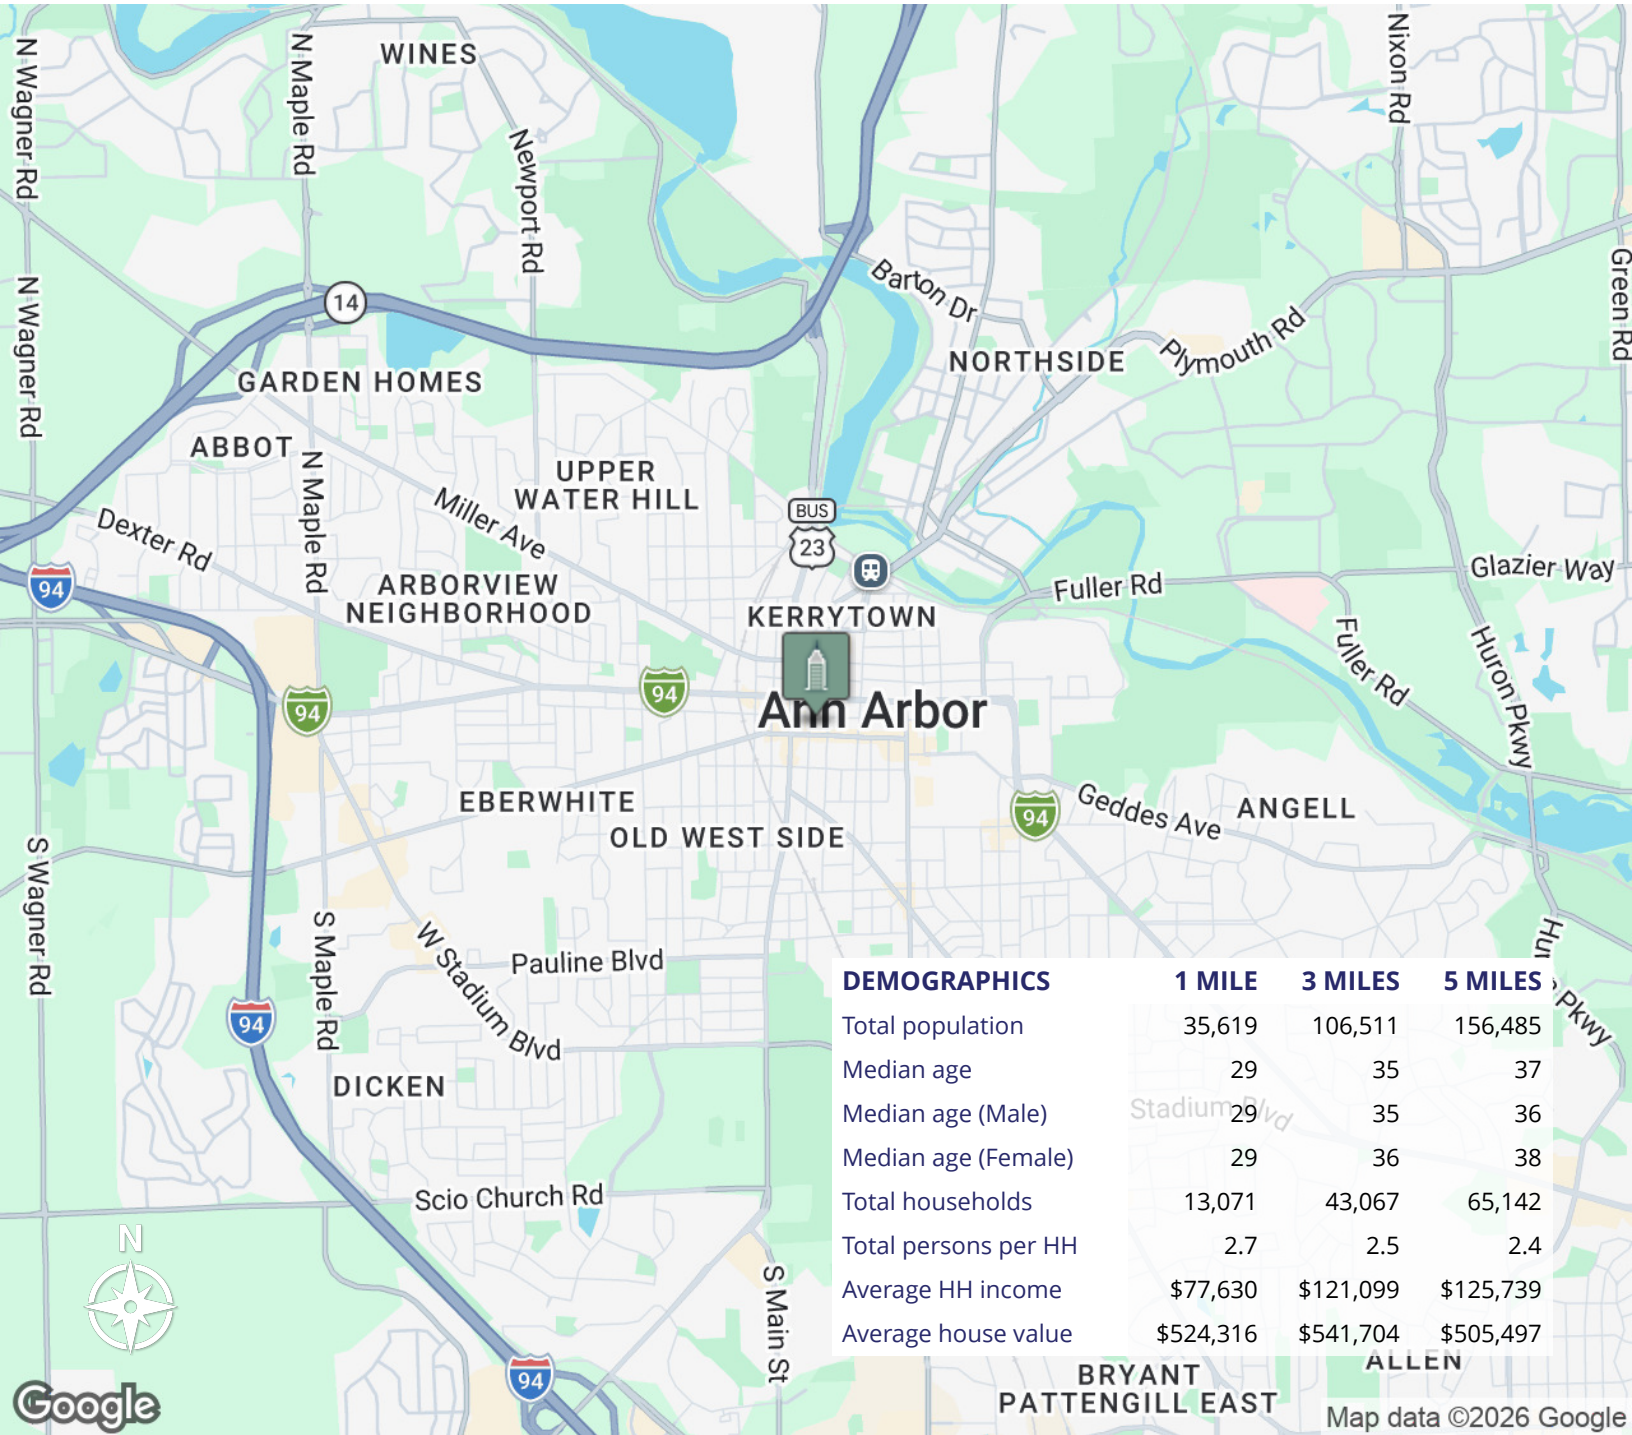 WINES
N Wagner Rd
N Maple Rd
Nixon Rd
Newport Rd
N Wagner Rd
Green Rd
Barton Dr
14
Plymouth Rd
NORTHSIDE
GARDEN HOMES
ABBOT
N Maple Rd
UPPER
WATER HILL
Miller Ave
BUS
23
Dexter Rd
94
ARBORVIEW
NEIGHBORHOOD
Fuller Rd
Glazier Way
KERRYTOWN
Fuller Rd
Huron Pkwy
94
94
Ann Arbor
EBERWHITE
OLD WEST SIDE
94
Geddes Ave
ANGELL
S Wagner Rd
S Maple Rd
W Stadium Blvd
Pauline Blvd
94
Pkwy
DICKEN
Stadium Blvd
Scio Church Rd
N
S Main St
94
DEMOGRAPHICS 1 MILE 3 MILES 5 MILES
Total population 35,619 106,511 156,485
Median age 29 35 37
Median age (Male) 29 35 36
Median age (Female) 29 36 38
Total households 13,071 43,067 65,142
Total persons per HH 2.7 2.5 2.4
Average HH income $77,630 $121,099 $125,739
Average house value $524,316 $541,704 $505,497
ALLEN
BRYANT
PATTENGILL EAST
Google
Map data ©2026 Google